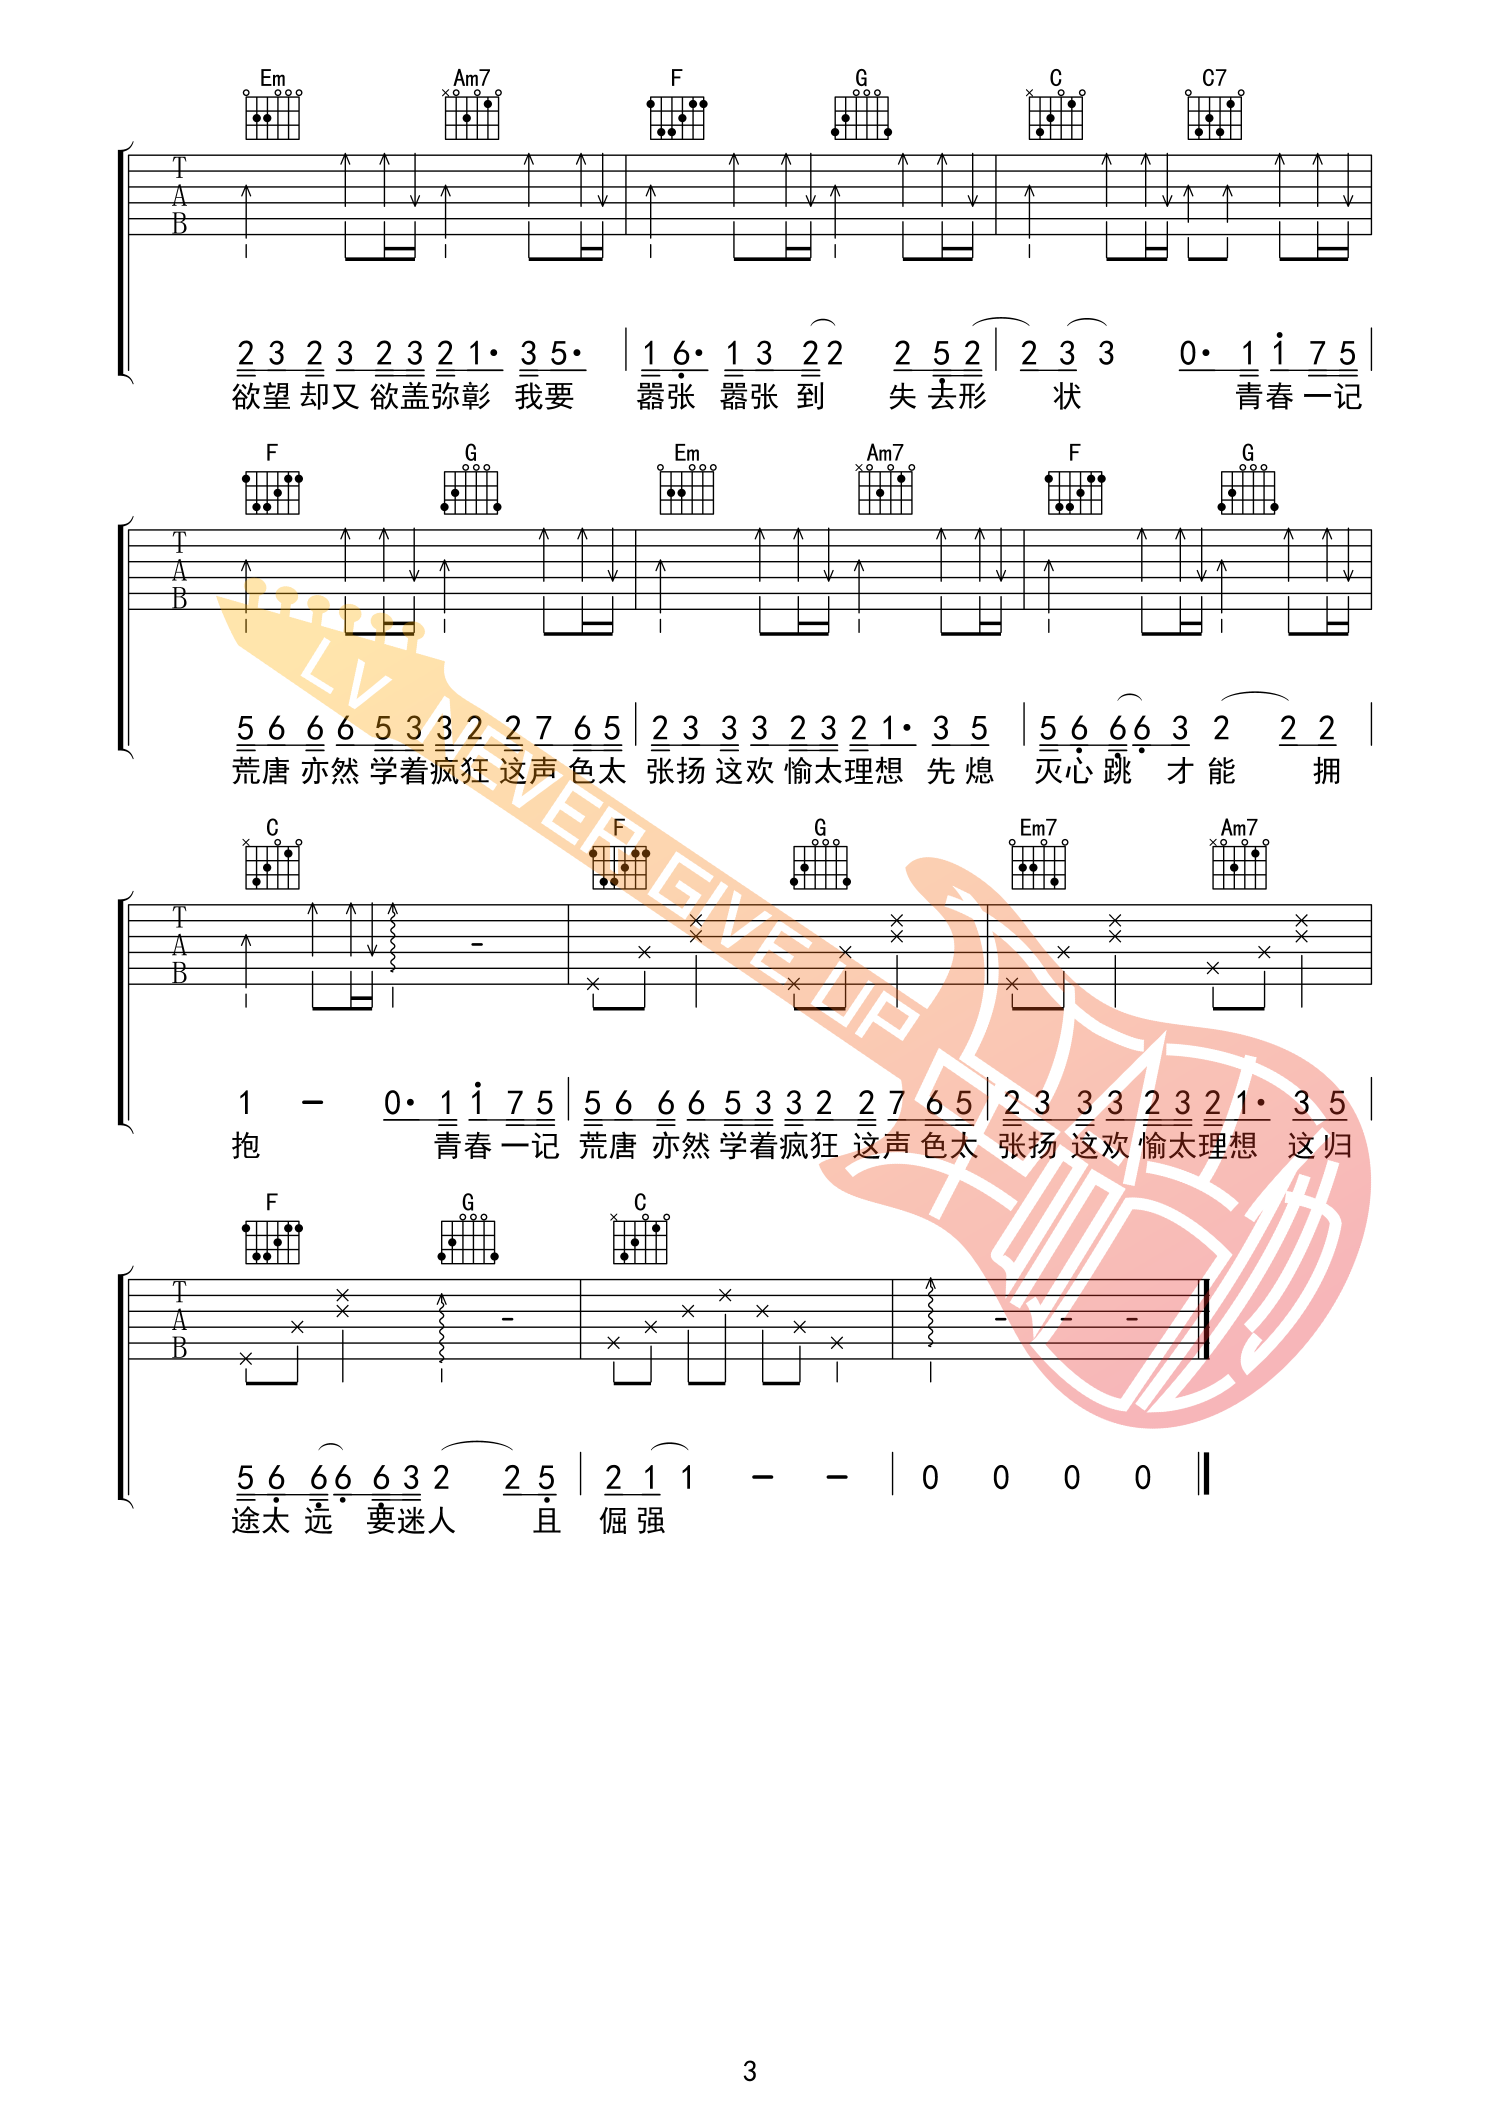 Em Am7 F G C C7
T
A
B
2 3 2 3 2 3 2 1· 3 5· | 1 6· 1 3 2 2 2 5 2 | 2 3 3 0· 1 1 7 5 |
欲望 却又 欲盖弥彰 我要 嚣张 嚣张 到 失 去形 状 青春 一记
F G Em Am7 F G
T
A
B
5 6 6 6 5 3 3 2 2 7 6 5 | 2 3 3 3 2 3 2 1· 3 5 | 5 6 6 6 3 2 2 2 |
荒唐 亦然 学着疯狂 这声 色太 张扬 这欢 愉太理想 先 熄 灭心 跳 才 能 拥
C F G Em7 Am7
T
A
B
1 – 0· 1 1 7 5 | 5 6 6 6 5 3 3 2 2 7 6 5 | 2 3 3 3 2 3 2 1· 3 5 |
抱 青春 一记 荒唐 亦然 学着疯狂 这声 色太 张扬 这欢 愉太理想 这归
F G C
T
A
B
5 6 6 6 6 3 2 2 5 | 2 1 1 – – | 0 0 0 0
途太 远 要迷人 且 倔强
LV NEVER GIVE UP
3